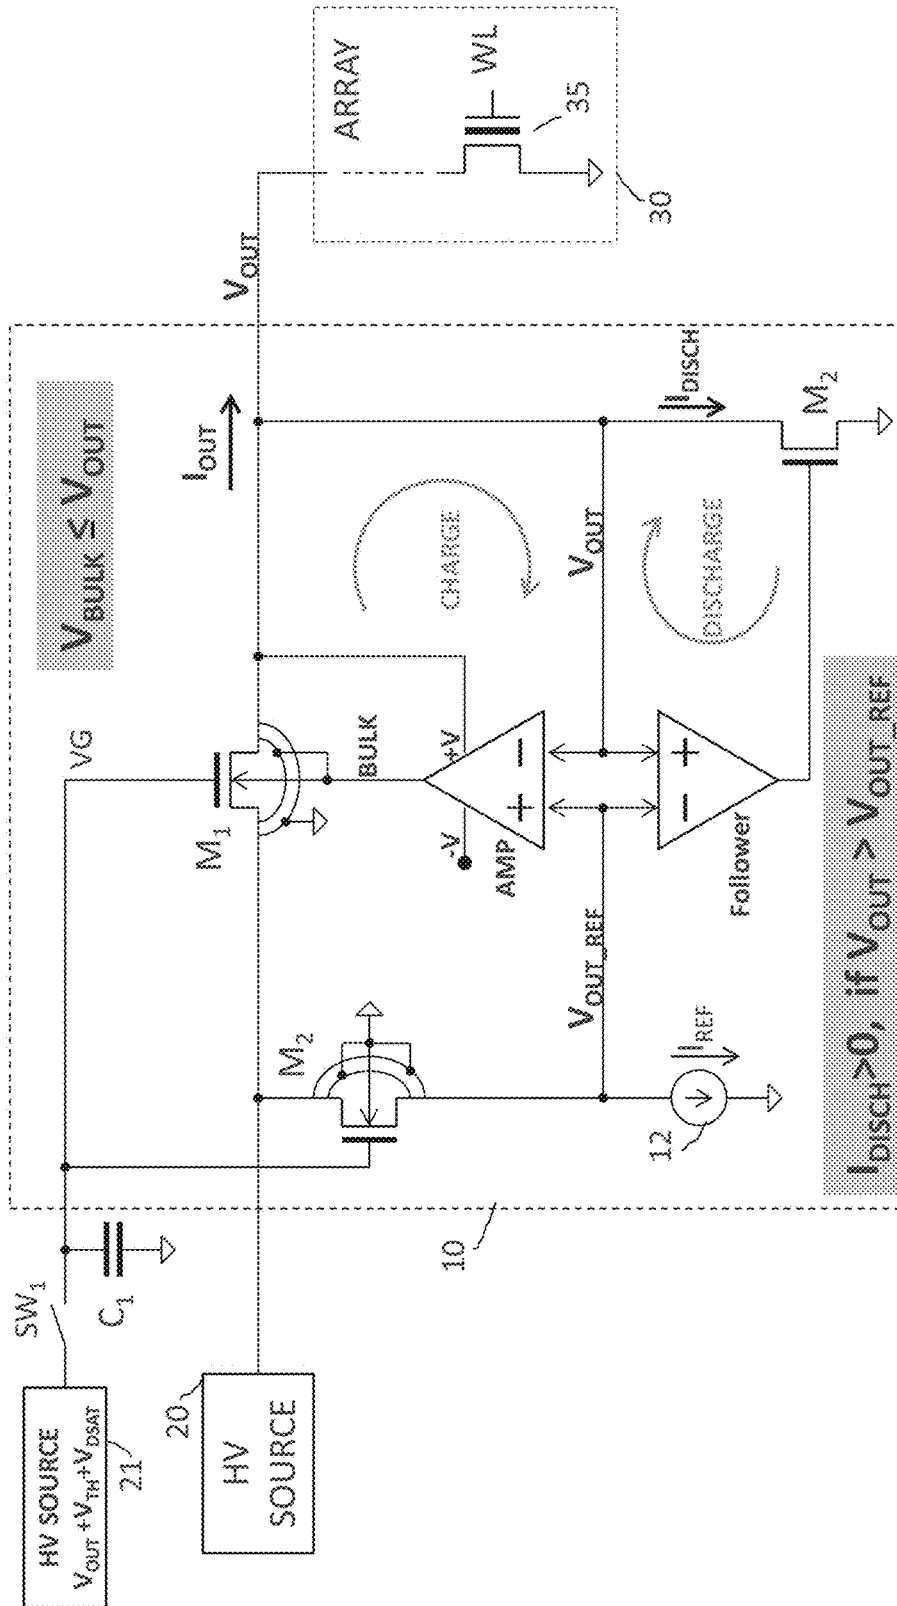 HV SOURCE
V_OUT +V_TH+V_DSAT
21
SW_1
C_1
HV
SOURCE
20
10
VG
M_1
BULK
V_BULK ≤ V_OUT
I_OUT
V_OUT
ARRAY
WL
35
30
M_2
-V
+V
AMP
+
−
CHARGE
V_OUT_REF
V_OUT
I_REF
12
−
+
Follower
DISCHARGE
I_DISCH
M_2
I_DISCH >0, if V_OUT > V_OUT_REF